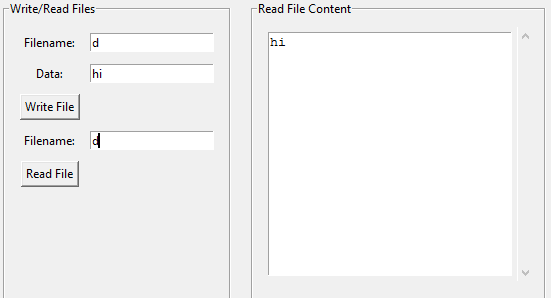 Write/Read Files
Filename: d
Data: hi
Write File
Filename: d
Read File
Read File Content
hi